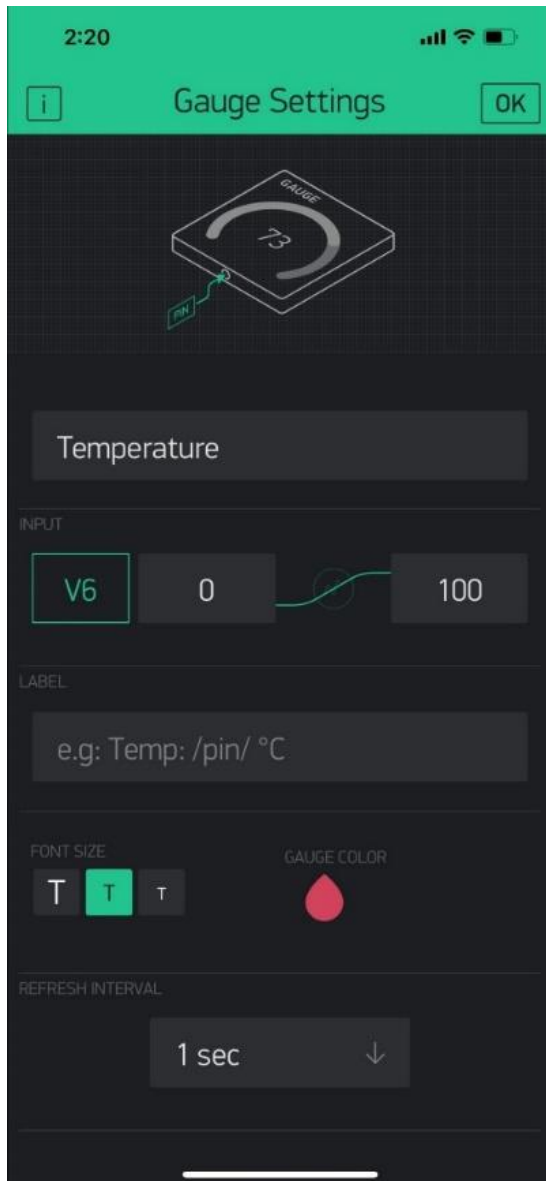 2:20
i Gauge Settings OK
GAUGE
73
PIN
Temperature
INPUT
V6 0 100
LABEL
e.g: Temp: /pin/ °C
FONT SIZE GAUGE COLOR
T T T
REFRESH INTERVAL
1 sec